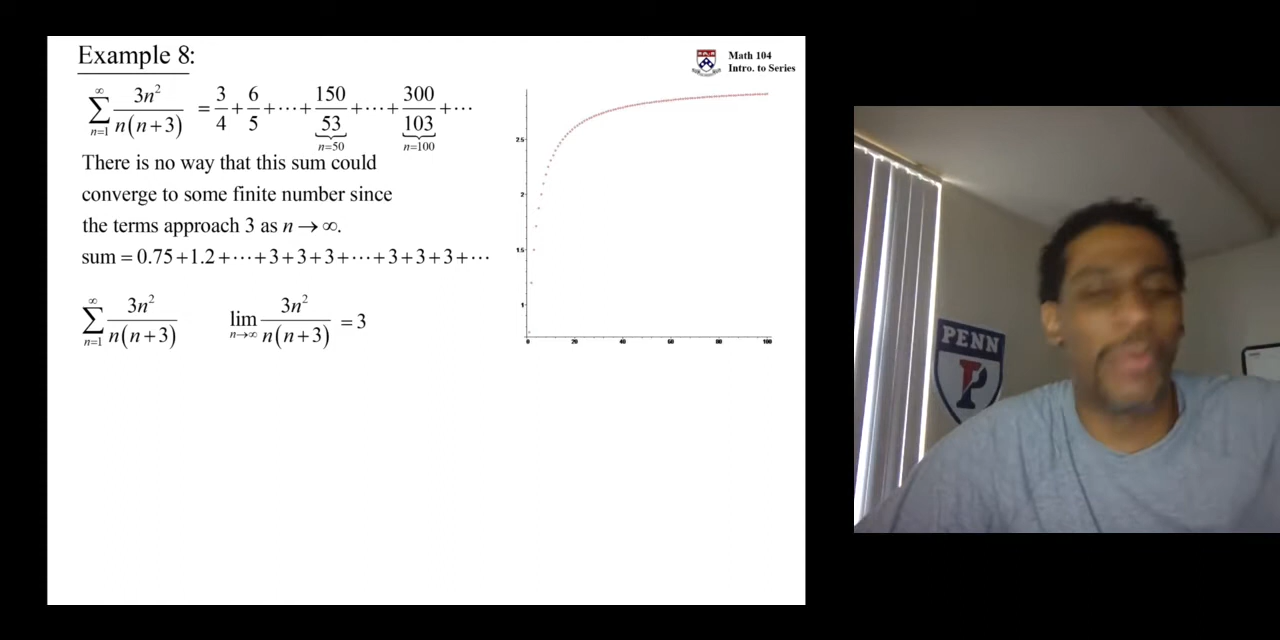 Example 8:
Math 104
Intro. to Series
∑_{n=1}^{∞} 3n²/(n(n+3)) = 3/4 + 6/5 + ⋯ + 150/53 + ⋯ + 300/103 + ⋯
n=50 n=100
There is no way that this sum could
converge to some finite number since
the terms approach 3 as n → ∞.
sum = 0.75 + 1.2 + ⋯ + 3 + 3 + 3 + ⋯ + 3 + 3 + 3 + ⋯
∑_{n=1}^{∞} 3n²/(n(n+3)) lim_{n→∞} 3n²/(n(n+3)) = 3
2.5
2
1.5
1
0 20 40 60 80 100
PENN
P